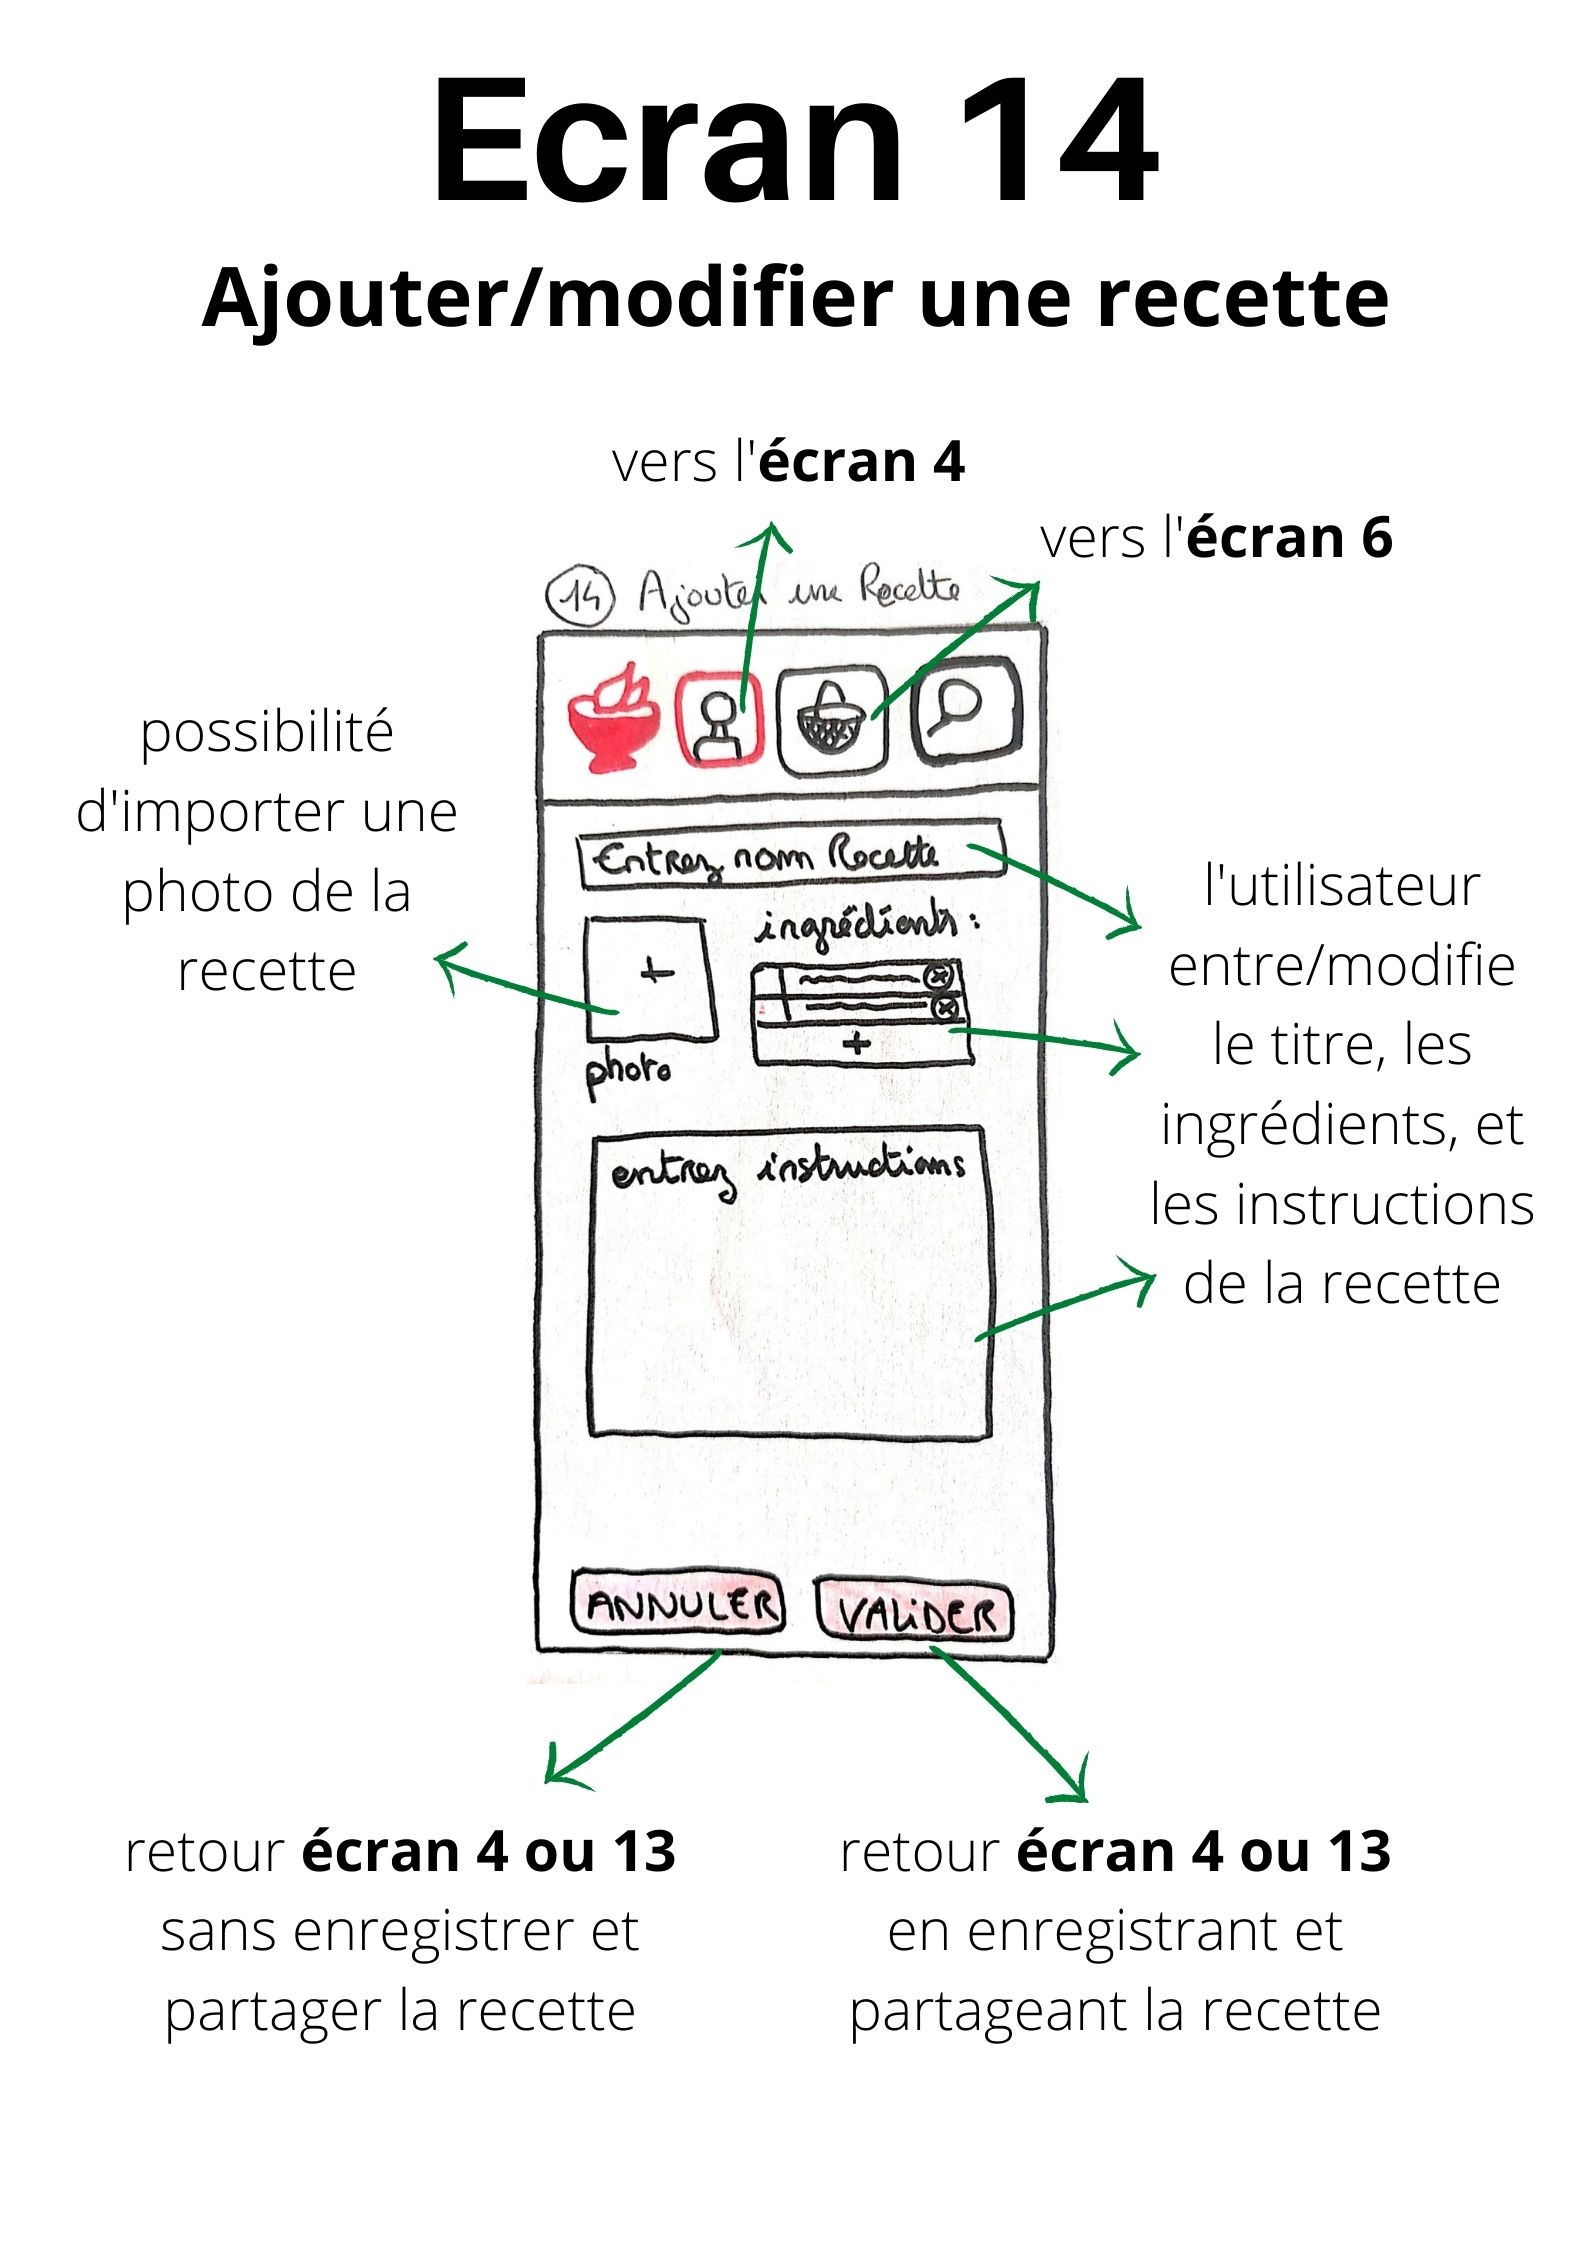 Ecran 14
Ajouter/modifier une recette
vers l'écran 4
vers l'écran 6
14 Ajouter une Recette
possibilité
d'importer une
photo de la
recette
Entrez nom Recette
ingrédients :
+
+
photo
l'utilisateur
entre/modifie
le titre, les
ingrédients, et
les instructions
de la recette
entrez instructions
ANNULER
VALiDER
retour écran 4 ou 13
sans enregistrer et
partager la recette
retour écran 4 ou 13
en enregistrant et
partageant la recette